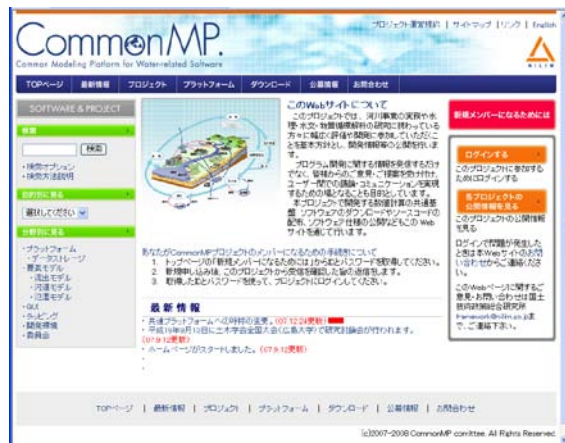 プロジェクト運営規約 | サイトマップ | リンク | English
CommonMP.
Common Modeling Platform for Water-related Software
NILIM
TOPページ 最新情報 プロジェクト プラットフォーム ダウンロード 公募情報 お問合わせ
SOFTWARE & PROJECT
検索
検索
・検索オプション
・検索方法説明
目的別に見る
選択してください
分野別に見る
・プラットフォーム
・データストレージ
・要素モデル
・流出モデル
・河道モデル
・氾濫モデル
・GUI
・ラッピング
・開発環境
・委員会
このWebサイトについて
このプロジェクトでは、河川事業の実務や水
理・水文・物質循環解析の研究に携わっている
方々に幅広く評価や開発に参加していただくこ
とを基本方針とし、開発情報等の公開を行いま
す。
プログラム開発に関する情報を発信するだけ
でなく、皆様からのご意見・ご提案を受け付け、
ユーザー間での議論・コミュニケーションを実現
するための場となることも目的としています。
本プロジェクトで開発する数値計算の共通基
盤 ソフトウェアのダウンロードやソースコードの
配布、ソフトウェア仕様の公開などもこの Web
サイトを通じて行います。
あなたがCommonMPプロジェクトのメンバーになるための手続きについて
1. トップページの「新規メンバーになるためには」からIDとパスワードを取得してください。
2. 新規申し込み後、このプロジェクトから受信を確認した旨の返信をします。
3. 取得したIDとパスワードを使って、プロジェクトにログインしてください。
最 新 情 報
・共通プラットフォームへの呼称の変更。(07.12.24更新)
・平成19年9月12日に土木学会全国大会(広島大学)で研究討論会が行われます。
(07.9.12更新)
・ホームページがスタートしました。(07.9.12更新)
新規メンバーになるためには
ログインする
このプロジェクトに参加する
ためにログインする
各プロジェクトの
公開情報を見る
このプロジェクトの公開情報
を見る
ログインで問題が発生した
ときは本Webサイトのお問
い合わせからご連絡くださ
い。
このWebページに関するご
意見・お問い合わせは国土
技術政策総合研究所
framework@nilim.go.jpま
で、ご連絡下さい。
TOPページ | 最新情報 | プロジェクト | プラットフォーム | ダウンロード | 公募情報 | お問合わせ
(c)2007-2008 CommonMP comittee. All Rights Reserved.